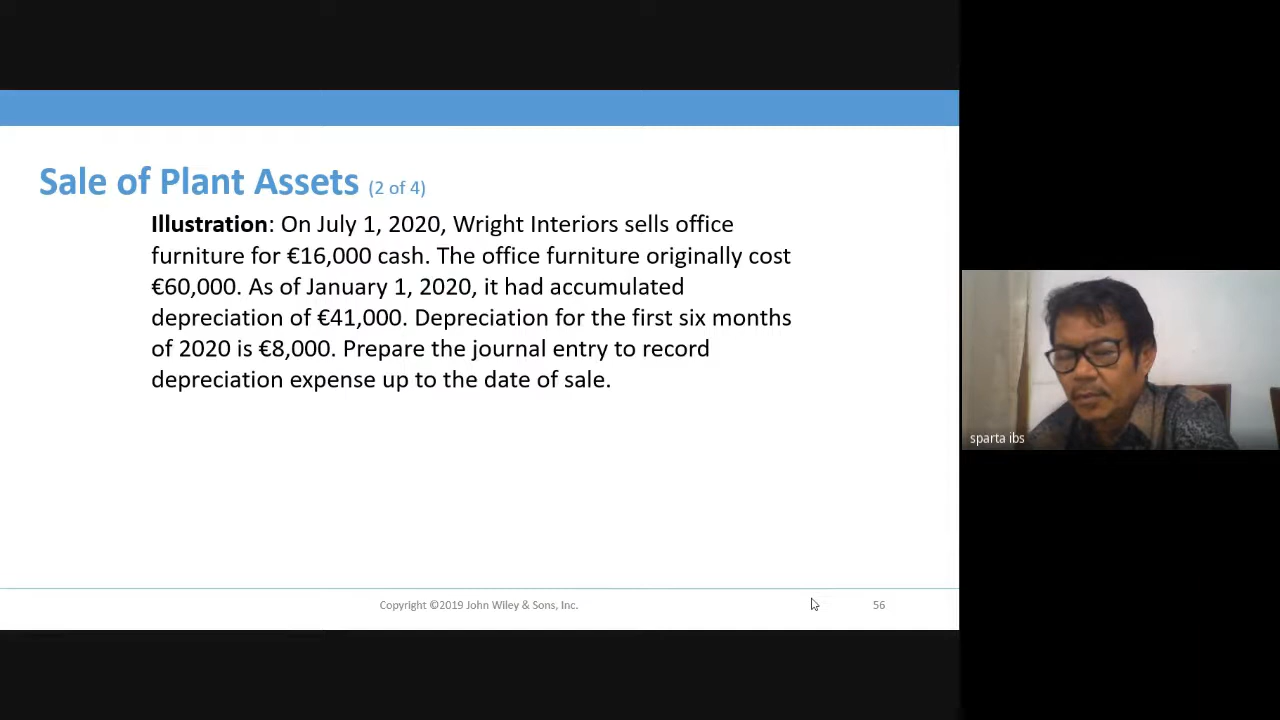 Sale of Plant Assets (2 of 4)
Illustration: On July 1, 2020, Wright Interiors sells office
furniture for €16,000 cash. The office furniture originally cost
€60,000. As of January 1, 2020, it had accumulated
depreciation of €41,000. Depreciation for the first six months
of 2020 is €8,000. Prepare the journal entry to record
depreciation expense up to the date of sale.
sparta ibs
Copyright ©2019 John Wiley & Sons, Inc.
56